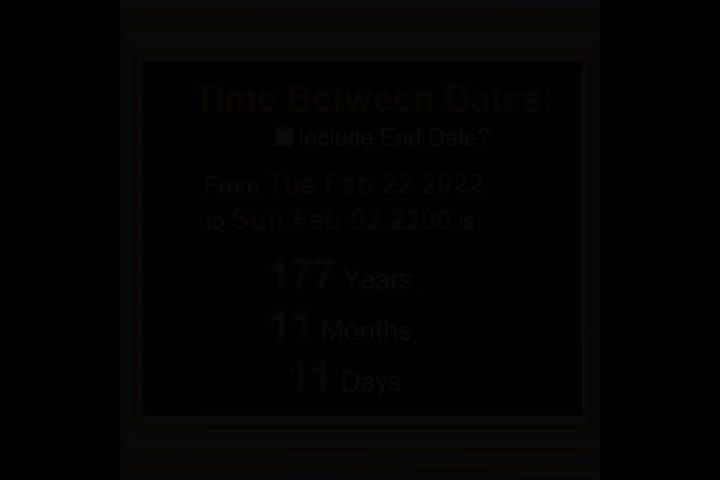 Time Between Dates:
Include End Date?
From Tue Feb 22 2022
to Sun Feb 02 2200 is:
177 Years,
11 Months,
11 Days